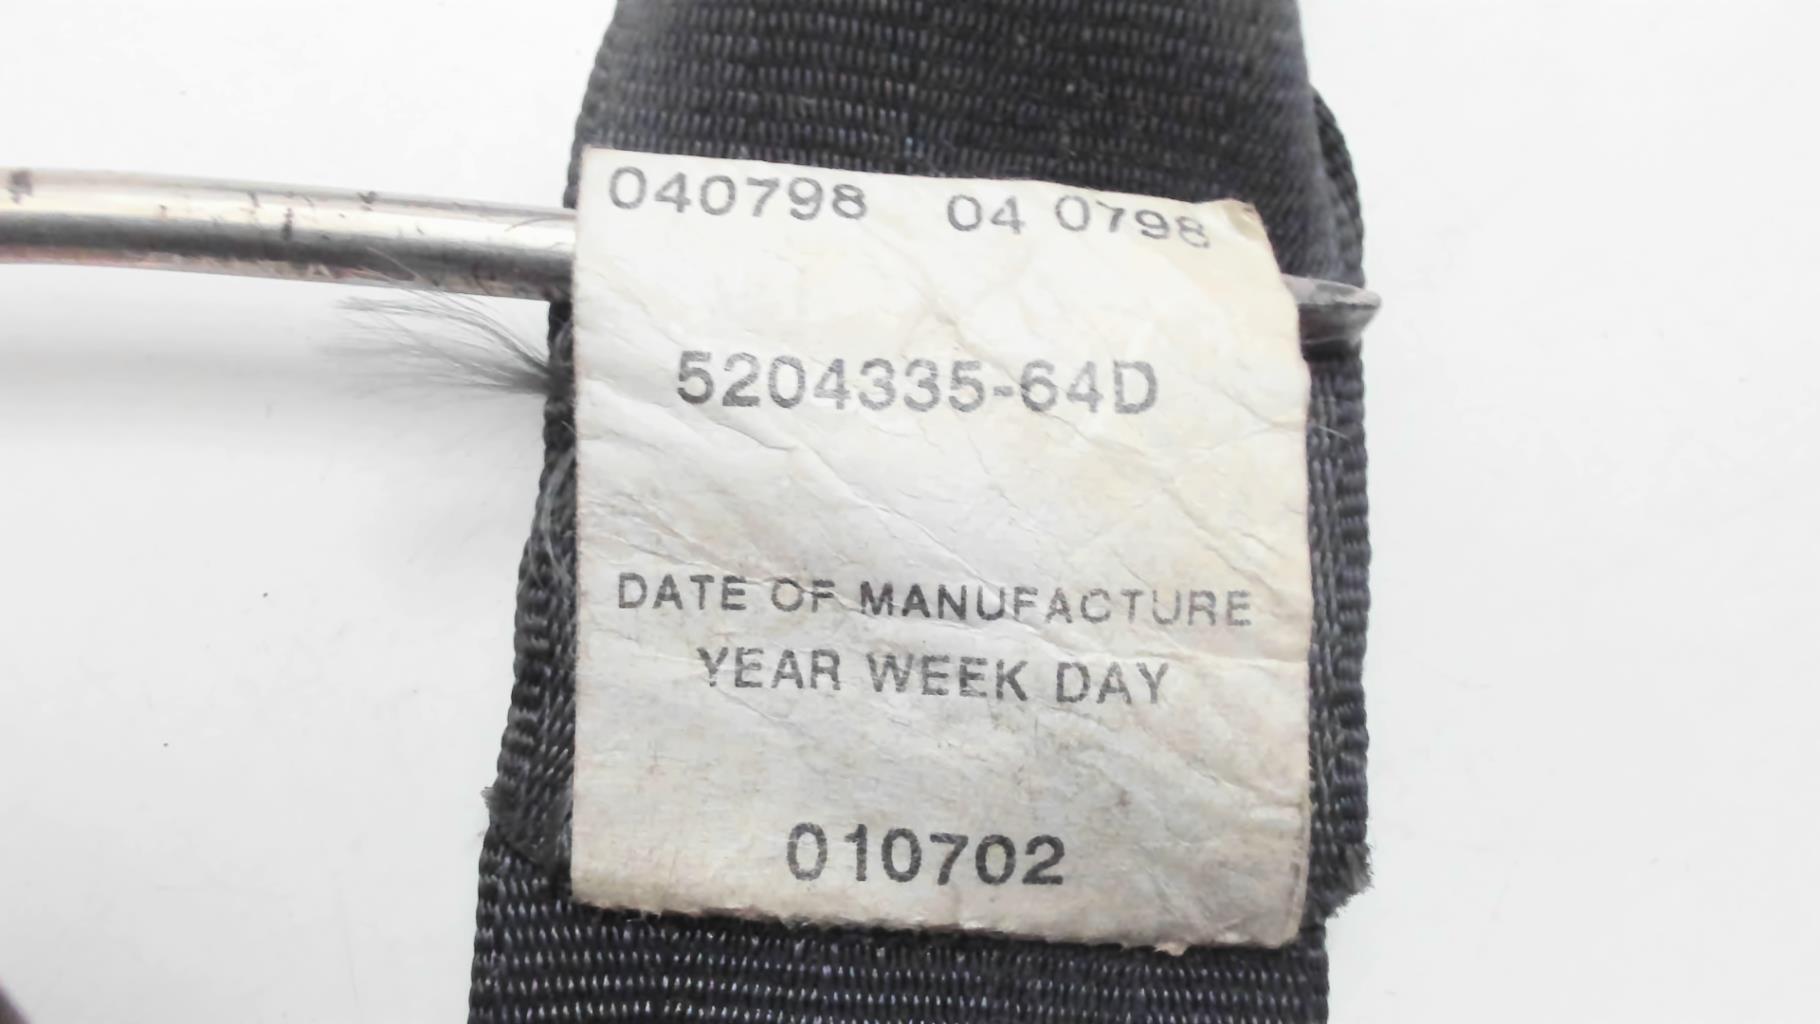 040798 04 0798
5204335-64D
DATE OF MANUFACTURE
YEAR WEEK DAY
010702